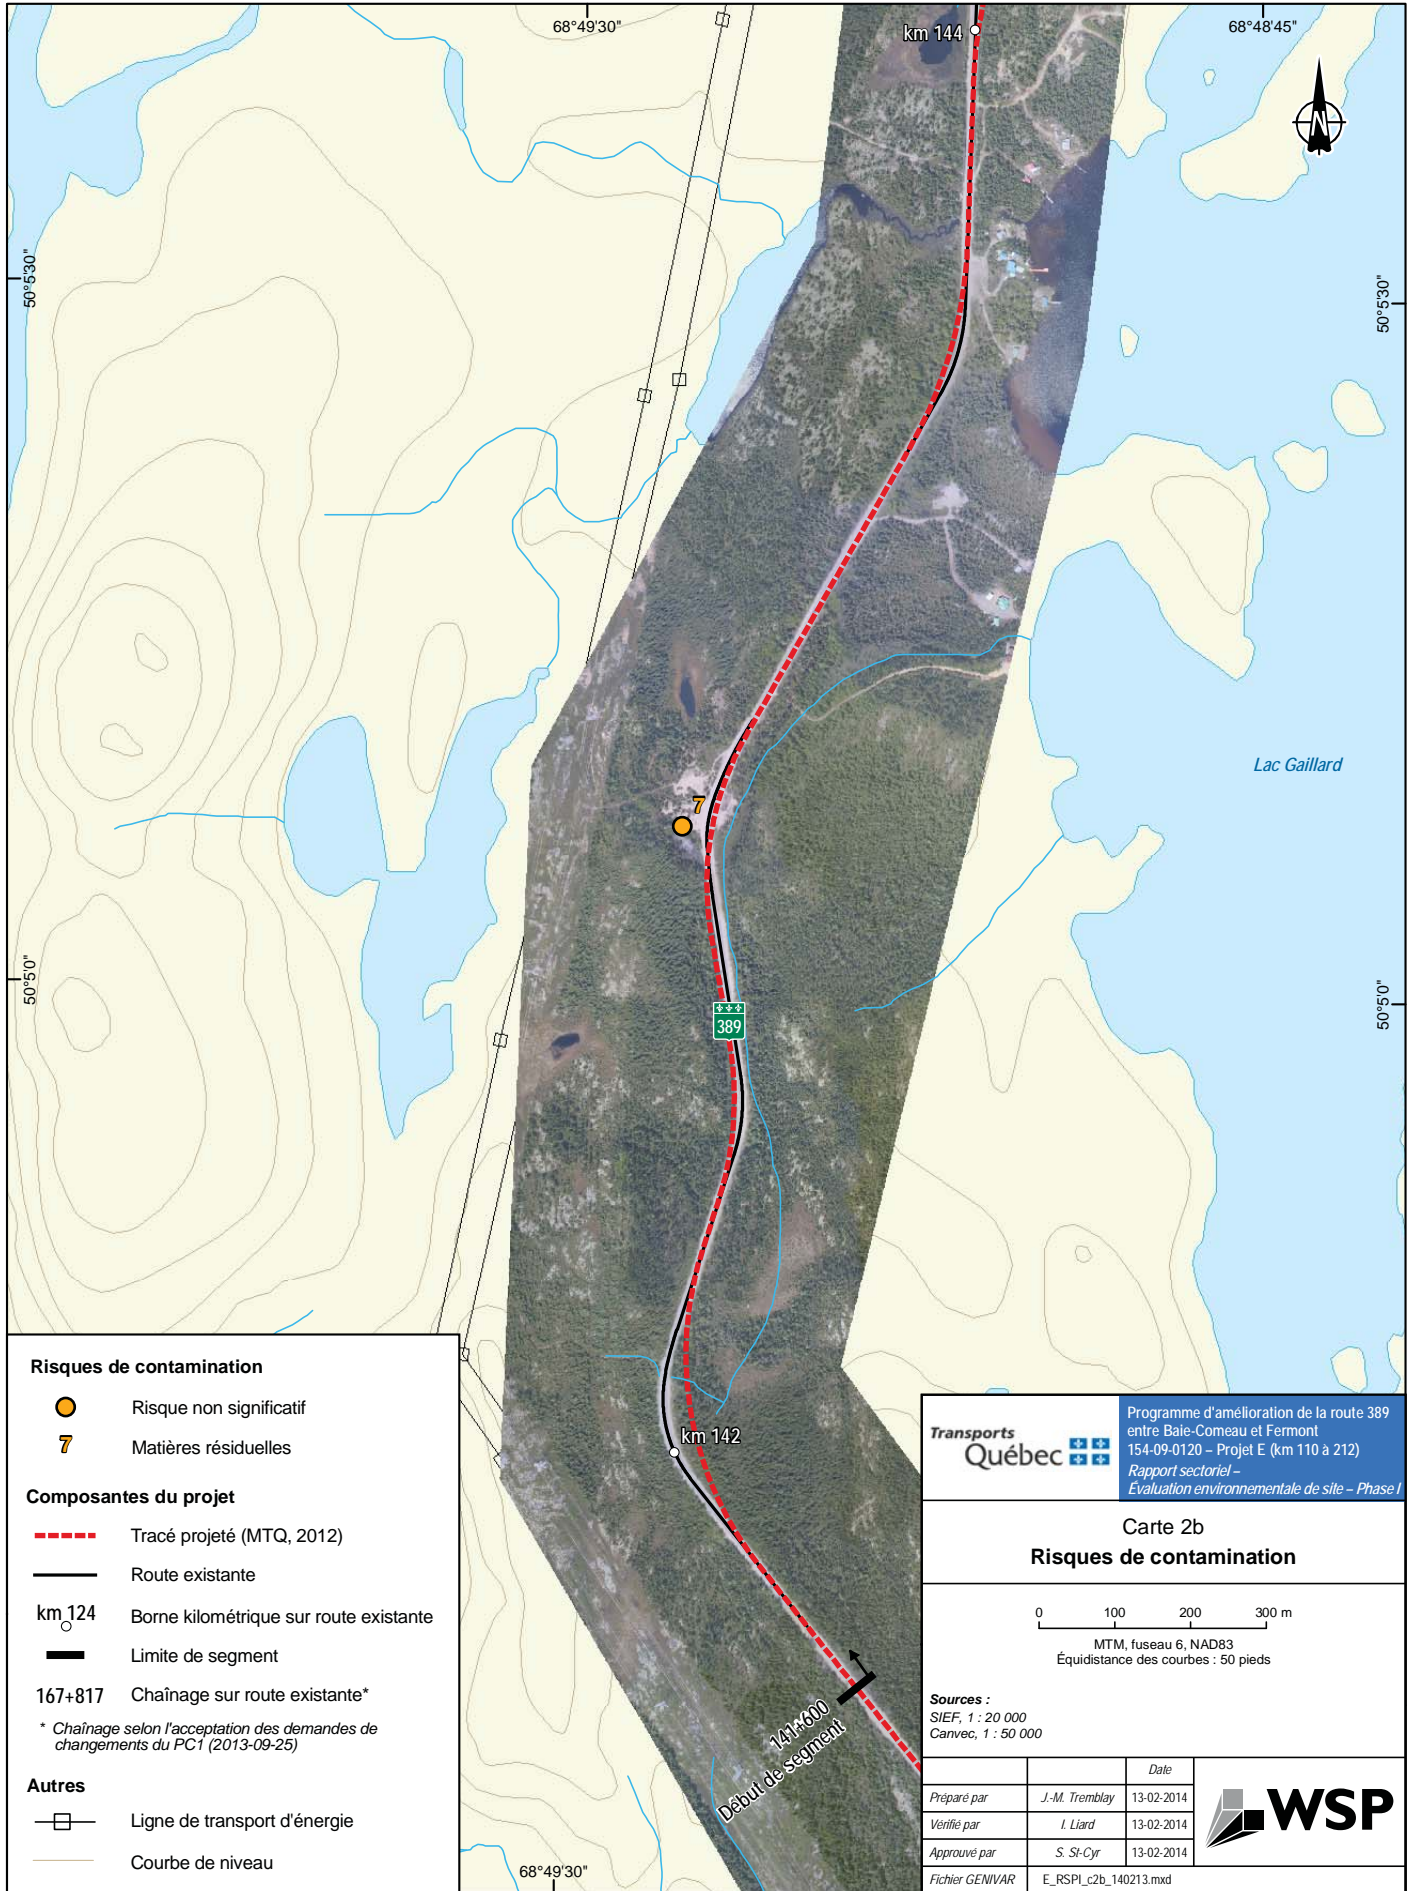 68°49'30"
km 144
68°48'45"
N
50°5'30"
50°5'30"
Lac Gaillard
7
50°5'0"
50°5'0"
389
km 142
141+600
Début de segment
68°49'30"
Risques de contamination
Risque non significatif
7 Matières résiduelles
Composantes du projet
Tracé projeté (MTQ, 2012)
Route existante
km 124 Borne kilométrique sur route existante
Limite de segment
167+817 Chaînage sur route existante*
* Chaînage selon l'acceptation des demandes de
changements du PC1 (2013-09-25)
Autres
Ligne de transport d'énergie
Courbe de niveau
Transports
Québec
Programme d'amélioration de la route 389
entre Baie-Comeau et Fermont
154-09-0120 – Projet E (km 110 à 212)
Rapport sectoriel –
Évaluation environnementale de site – Phase I
Carte 2b
Risques de contamination
0 100 200 300 m
MTM, fuseau 6, NAD83
Équidistance des courbes : 50 pieds
Sources :
SIEF, 1 : 20 000
Canvec, 1 : 50 000
Date
Préparé par J.-M. Tremblay 13-02-2014
Vérifié par I. Liard 13-02-2014
Approuvé par S. St-Cyr 13-02-2014
Fichier GENIVAR E_RSPI_c2b_140213.mxd
WSP